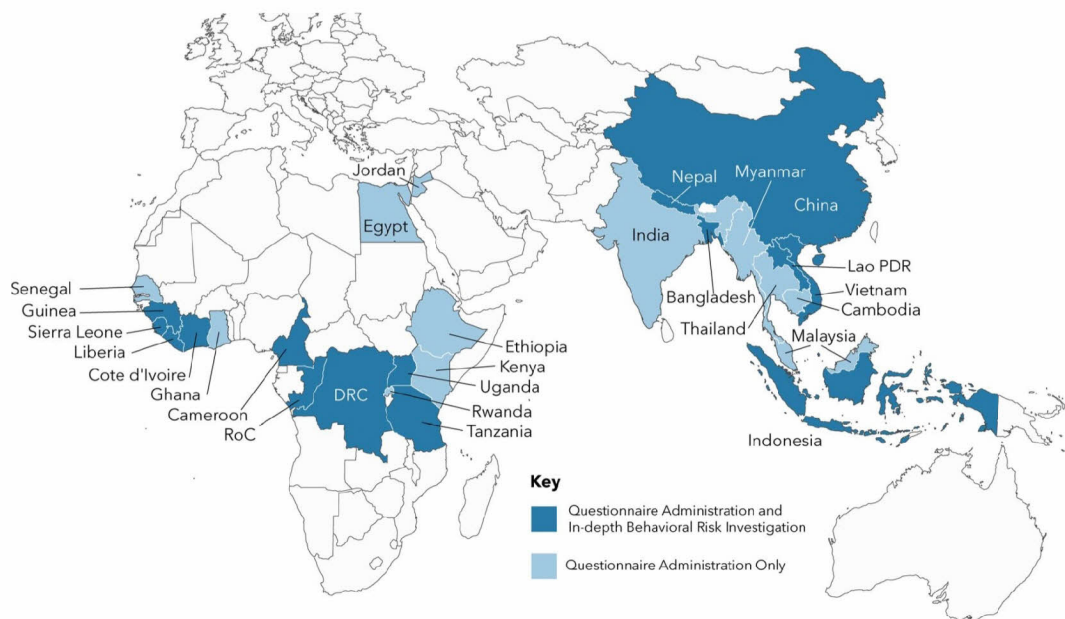 Jordan
Egypt
Senegal
Guinea
Sierra Leone
Liberia
Cote d'Ivoire
Ghana
Cameroon
RoC
DRC
Ethiopia
Kenya
Uganda
Rwanda
Tanzania
Nepal
Myanmar
China
India
Bangladesh
Thailand
Lao PDR
Vietnam
Cambodia
Malaysia
Indonesia
Key
Questionnaire Administration and
In-depth Behavioral Risk Investigation
Questionnaire Administration Only